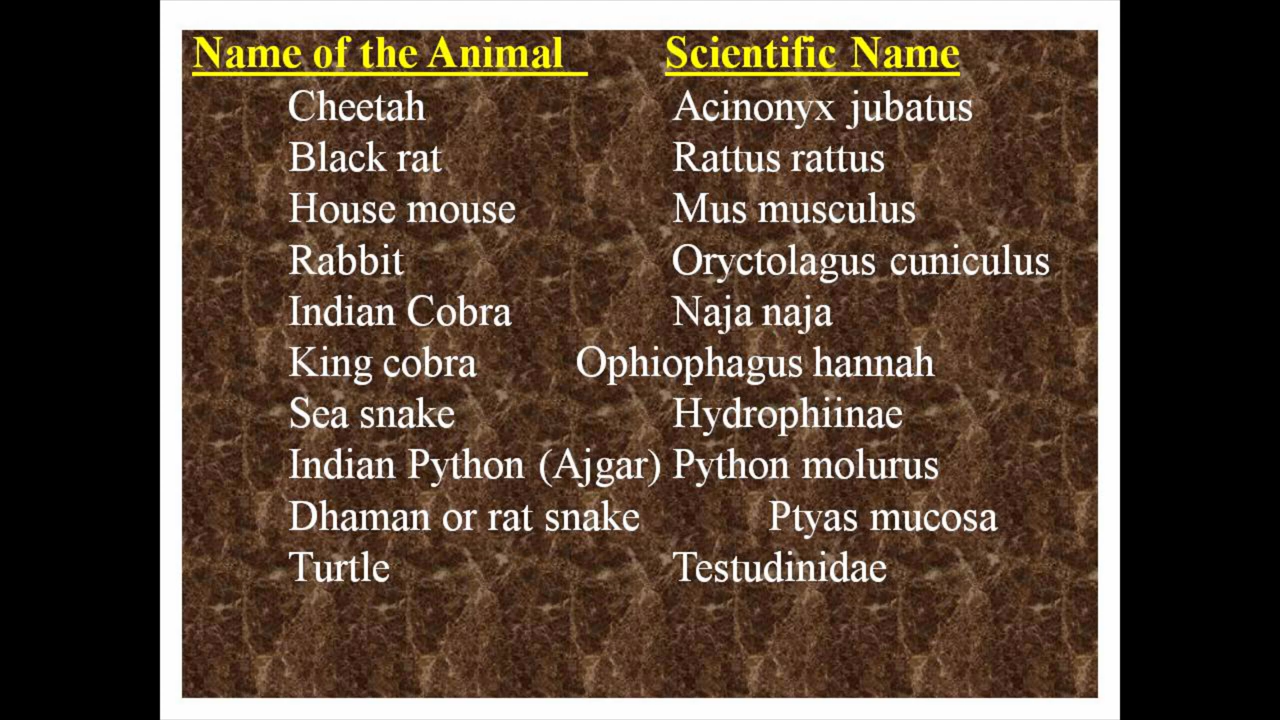 Name of the Animal Scientific Name
Cheetah Acinonyx jubatus
Black rat Rattus rattus
House mouse Mus musculus
Rabbit Oryctolagus cuniculus
Indian Cobra Naja naja
King cobra Ophiophagus hannah
Sea snake Hydrophiinae
Indian Python (Ajgar) Python molurus
Dhaman or rat snake Ptyas mucosa
Turtle Testudinidae